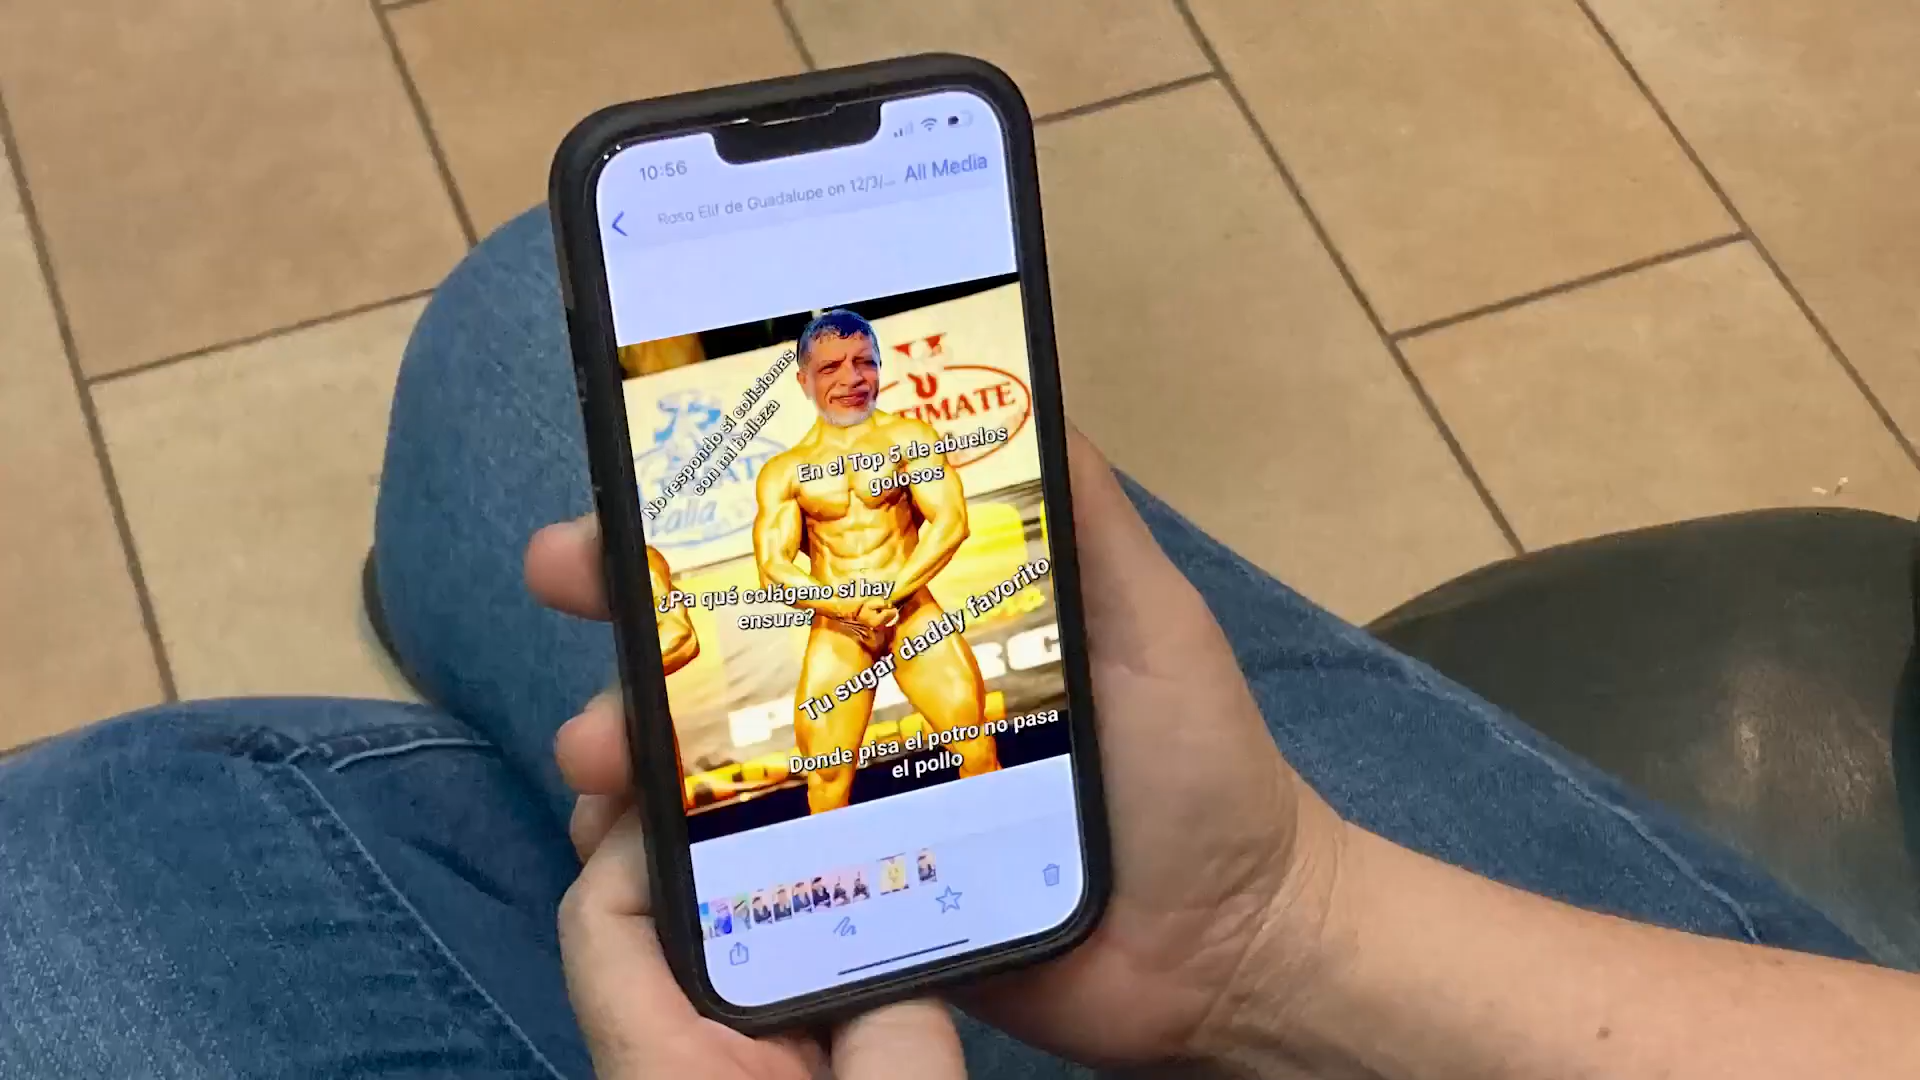 10:56
Rosa Elif de Guadalupe on 12/3/...
All Media
No respondo si colisionas
con mi belleza
TIMATE
En el Top 5 de abuelos
golosos
¿Pa qué colágeno si hay
ensure?
Tu sugar daddy favorito
Donde pisa el potro no pasa
el pollo